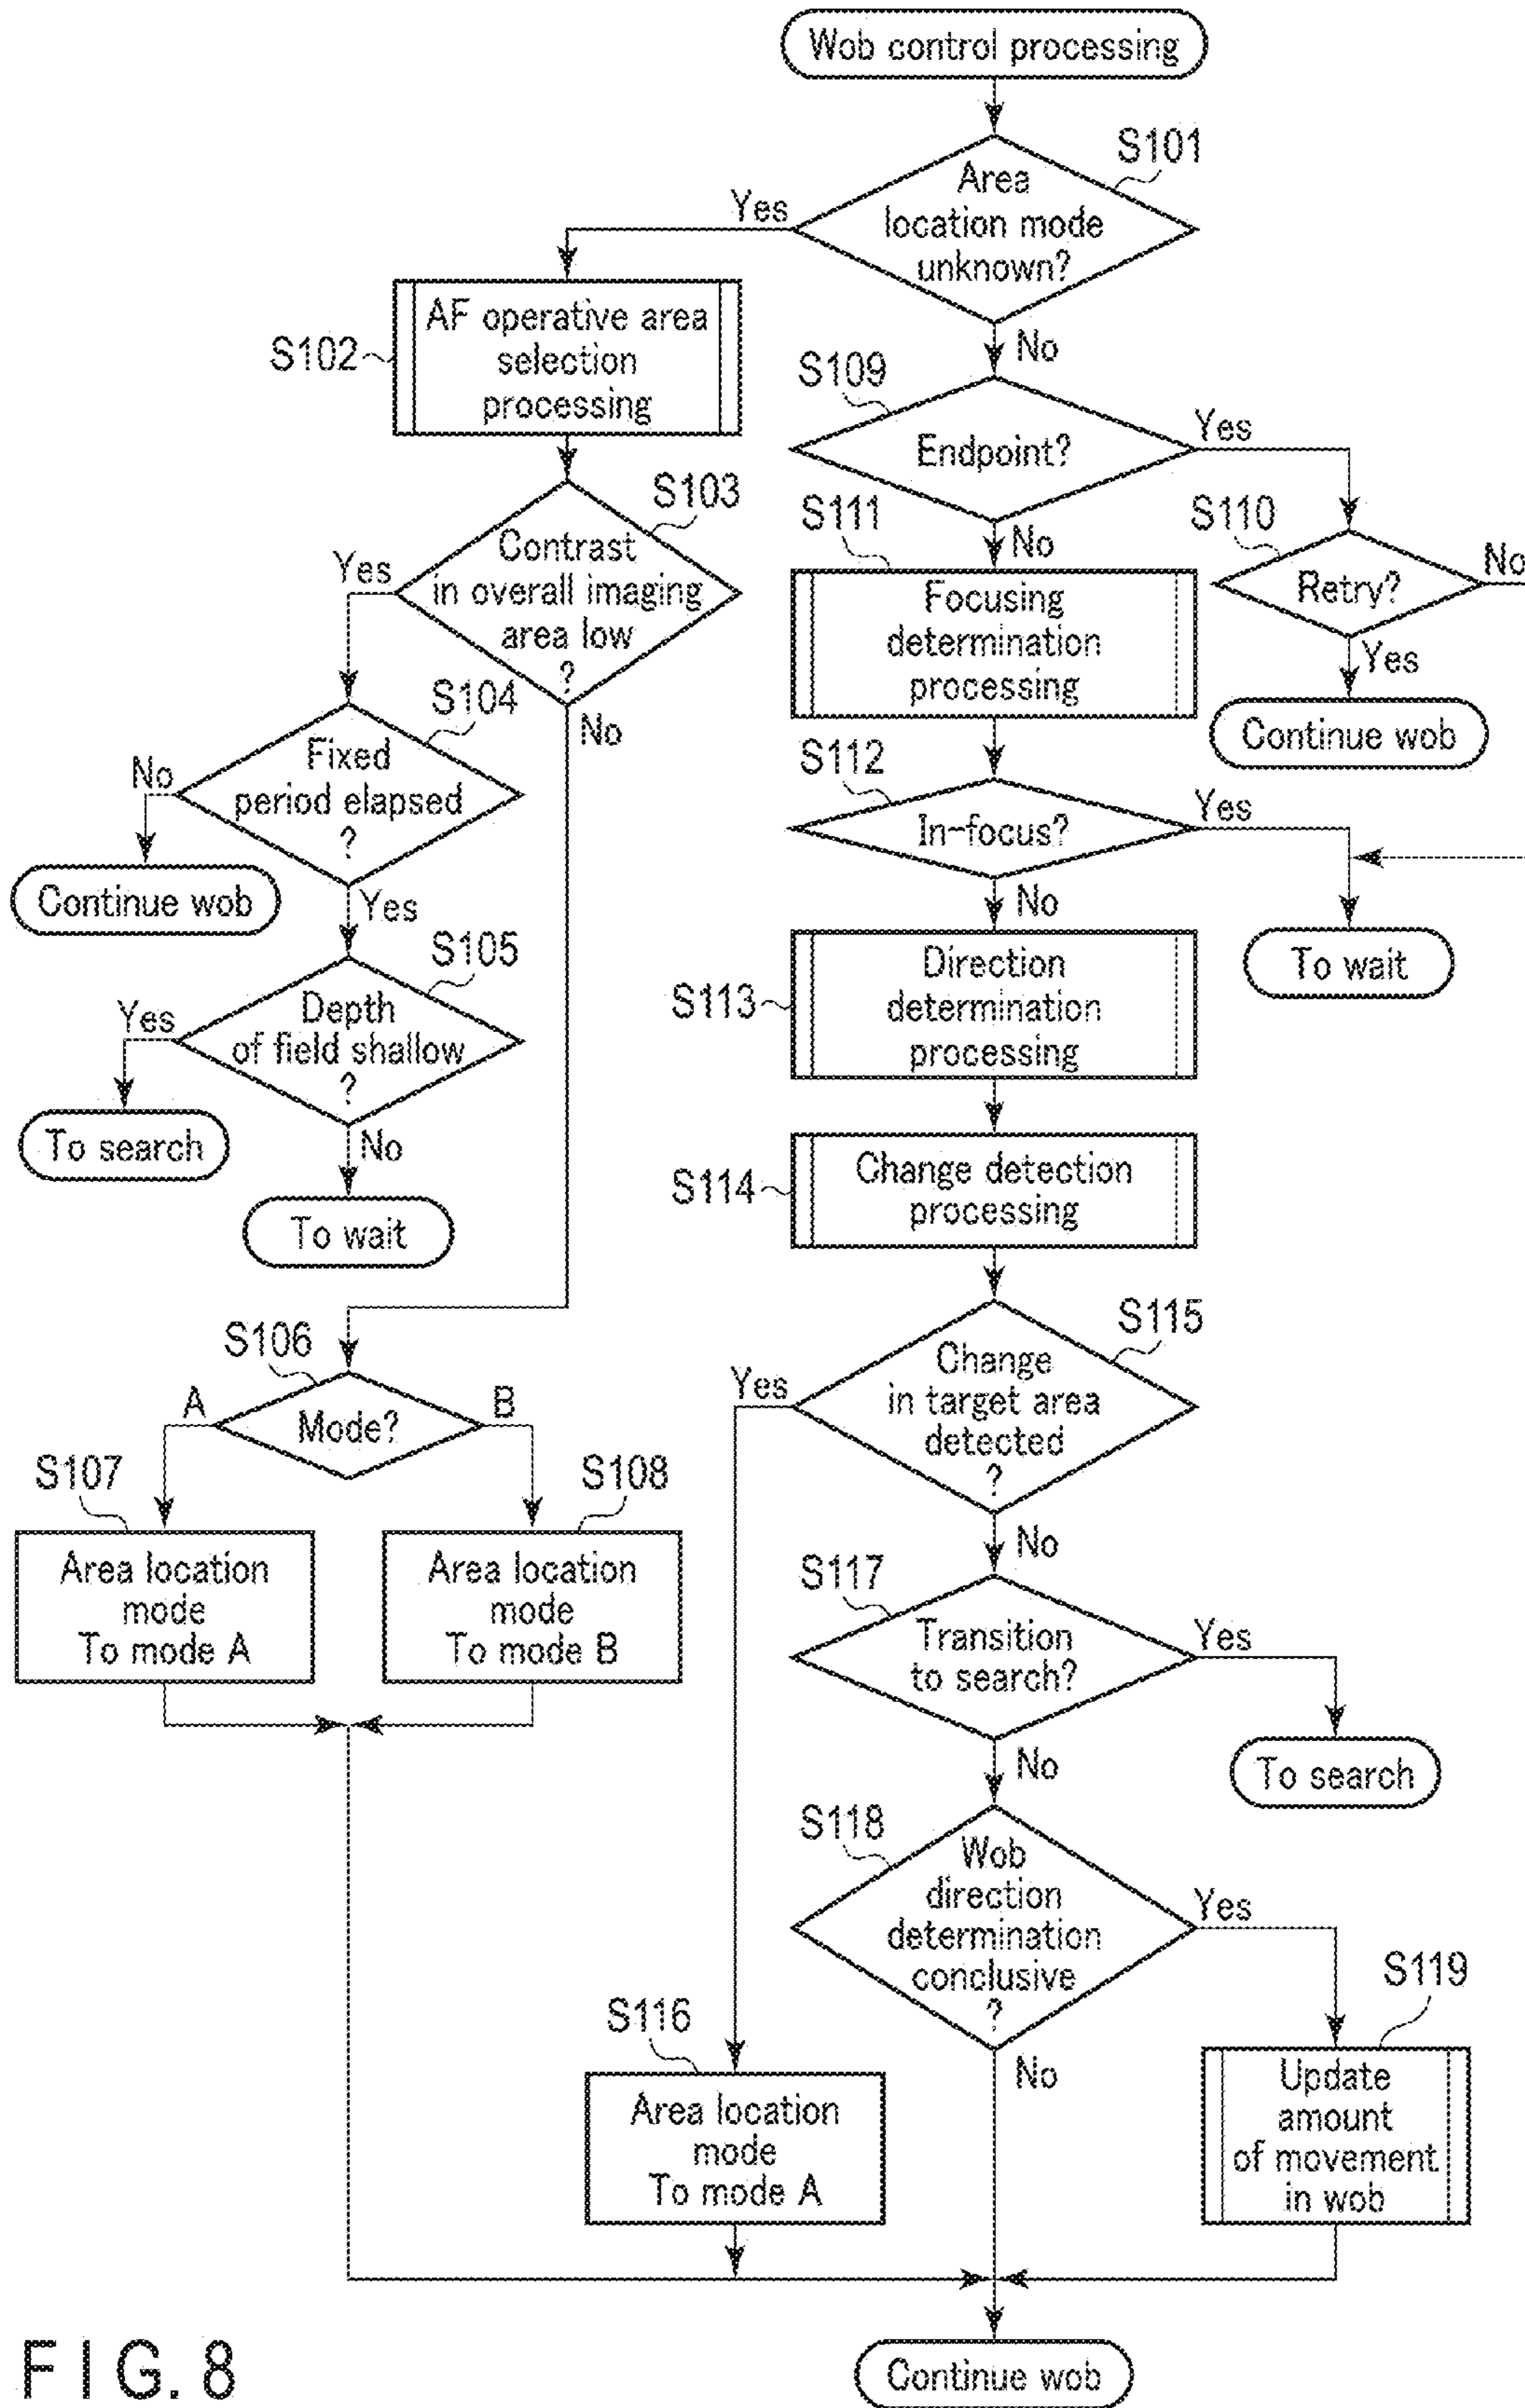 Wob control processing
S101
Area
location mode
unknown?
Yes
No
S102
AF operative area
selection
processing
S109
Endpoint?
Yes
No
S103
Contrast
in overall imaging
area low
?
Yes
No
S110
Retry?
No
Yes
Continue wob
S111
Focusing
determination
processing
S104
Fixed
period elapsed
?
No
Continue wob
Yes
S112
In-focus?
Yes
No
To wait
S105
Depth
of field shallow
?
Yes
To search
No
To wait
S113
Direction
determination
processing
S114
Change detection
processing
S106
Mode?
A
B
S107
Area location
mode
To mode A
S108
Area location
mode
To mode B
S115
Change
in target area
detected
?
Yes
No
S117
Transition
to search?
Yes
To search
No
S118
Wob
direction
determination
conclusive
?
Yes
No
S116
Area location
mode
To mode A
S119
Update
amount
of movement
in wob
Continue wob
FIG. 8